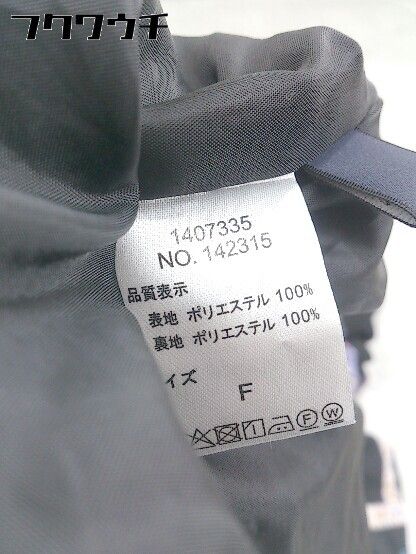 フクワウチ
1407335
NO. 142315
品質表示
表地 ポリエステル 100%
裏地 ポリエステル 100%
イズ
F
F W